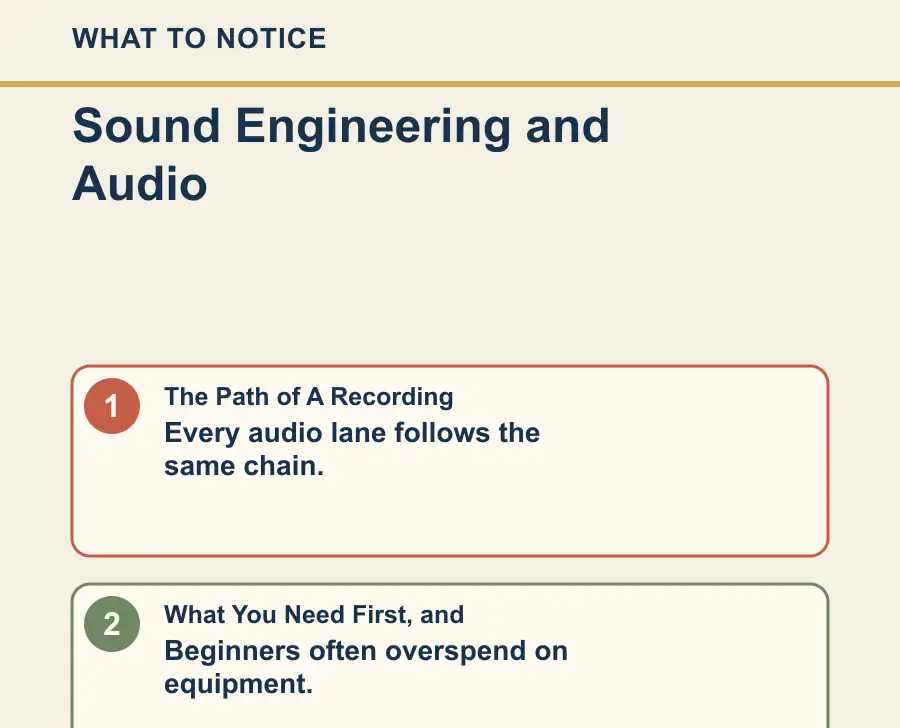 WHAT TO NOTICE
Sound Engineering and
Audio
1
The Path of A Recording
Every audio lane follows the
same chain.
2
What You Need First, and
Beginners often overspend on
equipment.